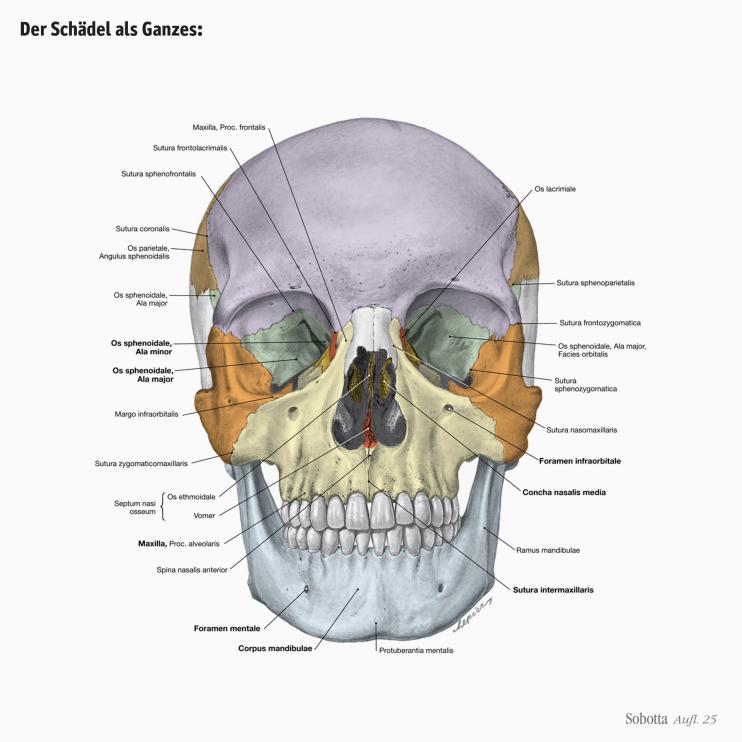 Der Schädel als Ganzes:
Maxilla, Proc. frontalis
Sutura frontolacrimalis
Sutura sphenofrontalis
Sutura coronalis
Os parietale,
Angulus sphenoidalis
Os sphenoidale,
Ala major
Os sphenoidale,
Ala minor
Os sphenoidale,
Ala major
Margo infraorbitalis
Sutura zygomaticomaxillaris
Septum nasi
osseum
Os ethmoidale
Vomer
Maxilla, Proc. alveolaris
Spina nasalis anterior
Foramen mentale
Corpus mandibulae
Os lacrimale
Sutura sphenoparietalis
Sutura frontozygomatica
Os sphenoidale, Ala major,
Facies orbitalis
Sutura
sphenozygomatica
Sutura nasomaxillaris
Foramen infraorbitale
Concha nasalis media
Ramus mandibulae
Sutura intermaxillaris
Protuberantia mentalis
Sobotta Aufl. 25